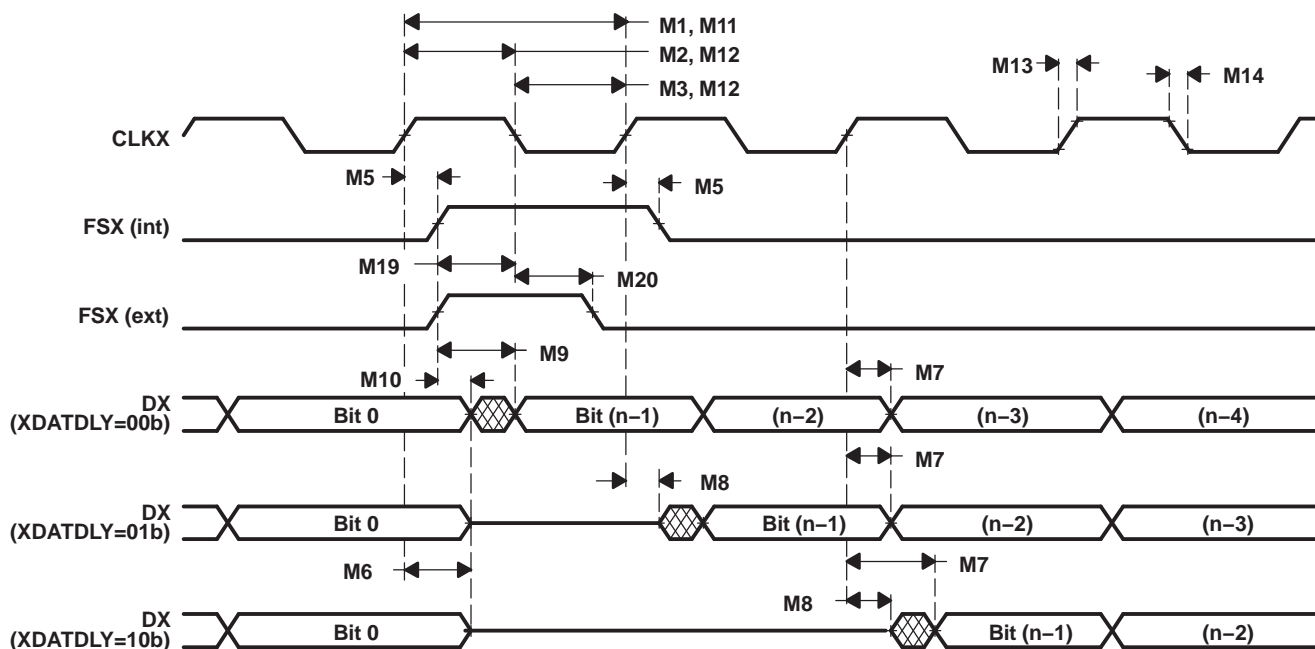 M1, M11
M2, M12
M3, M12
M13
M14
CLKX
M5
M5
FSX (int)
M19
M20
FSX (ext)
M9
M10
M7
DX
(XDATDLY=00b)
Bit 0
Bit (n−1)
(n−2)
(n−3)
(n−4)
M7
M8
DX
(XDATDLY=01b)
Bit 0
Bit (n−1)
(n−2)
(n−3)
M6
M7
M8
DX
(XDATDLY=10b)
Bit 0
Bit (n−1)
(n−2)